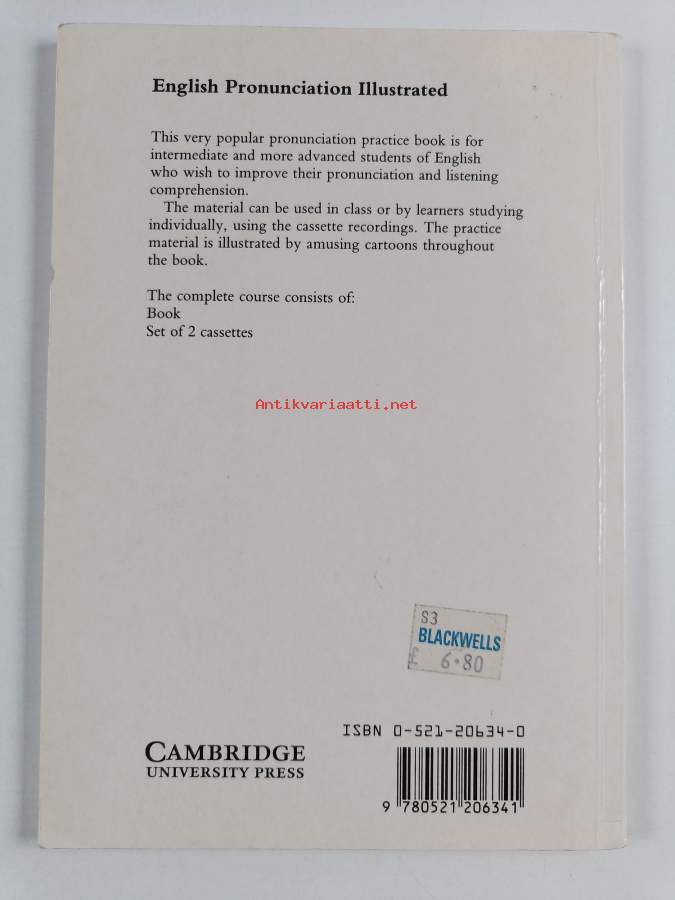 English Pronunciation Illustrated
This very popular pronunciation practice book is for
intermediate and more advanced students of English
who wish to improve their pronunciation and listening
comprehension.
The material can be used in class or by learners studying
individually, using the cassette recordings. The practice
material is illustrated by amusing cartoons throughout
the book.
The complete course consists of:
Book
Set of 2 cassettes
Antikvariaatti.net
S3
BLACKWELLS
£ 6.80
ISBN 0-521-20634-0
CAMBRIDGE
UNIVERSITY PRESS
9 780521 206341